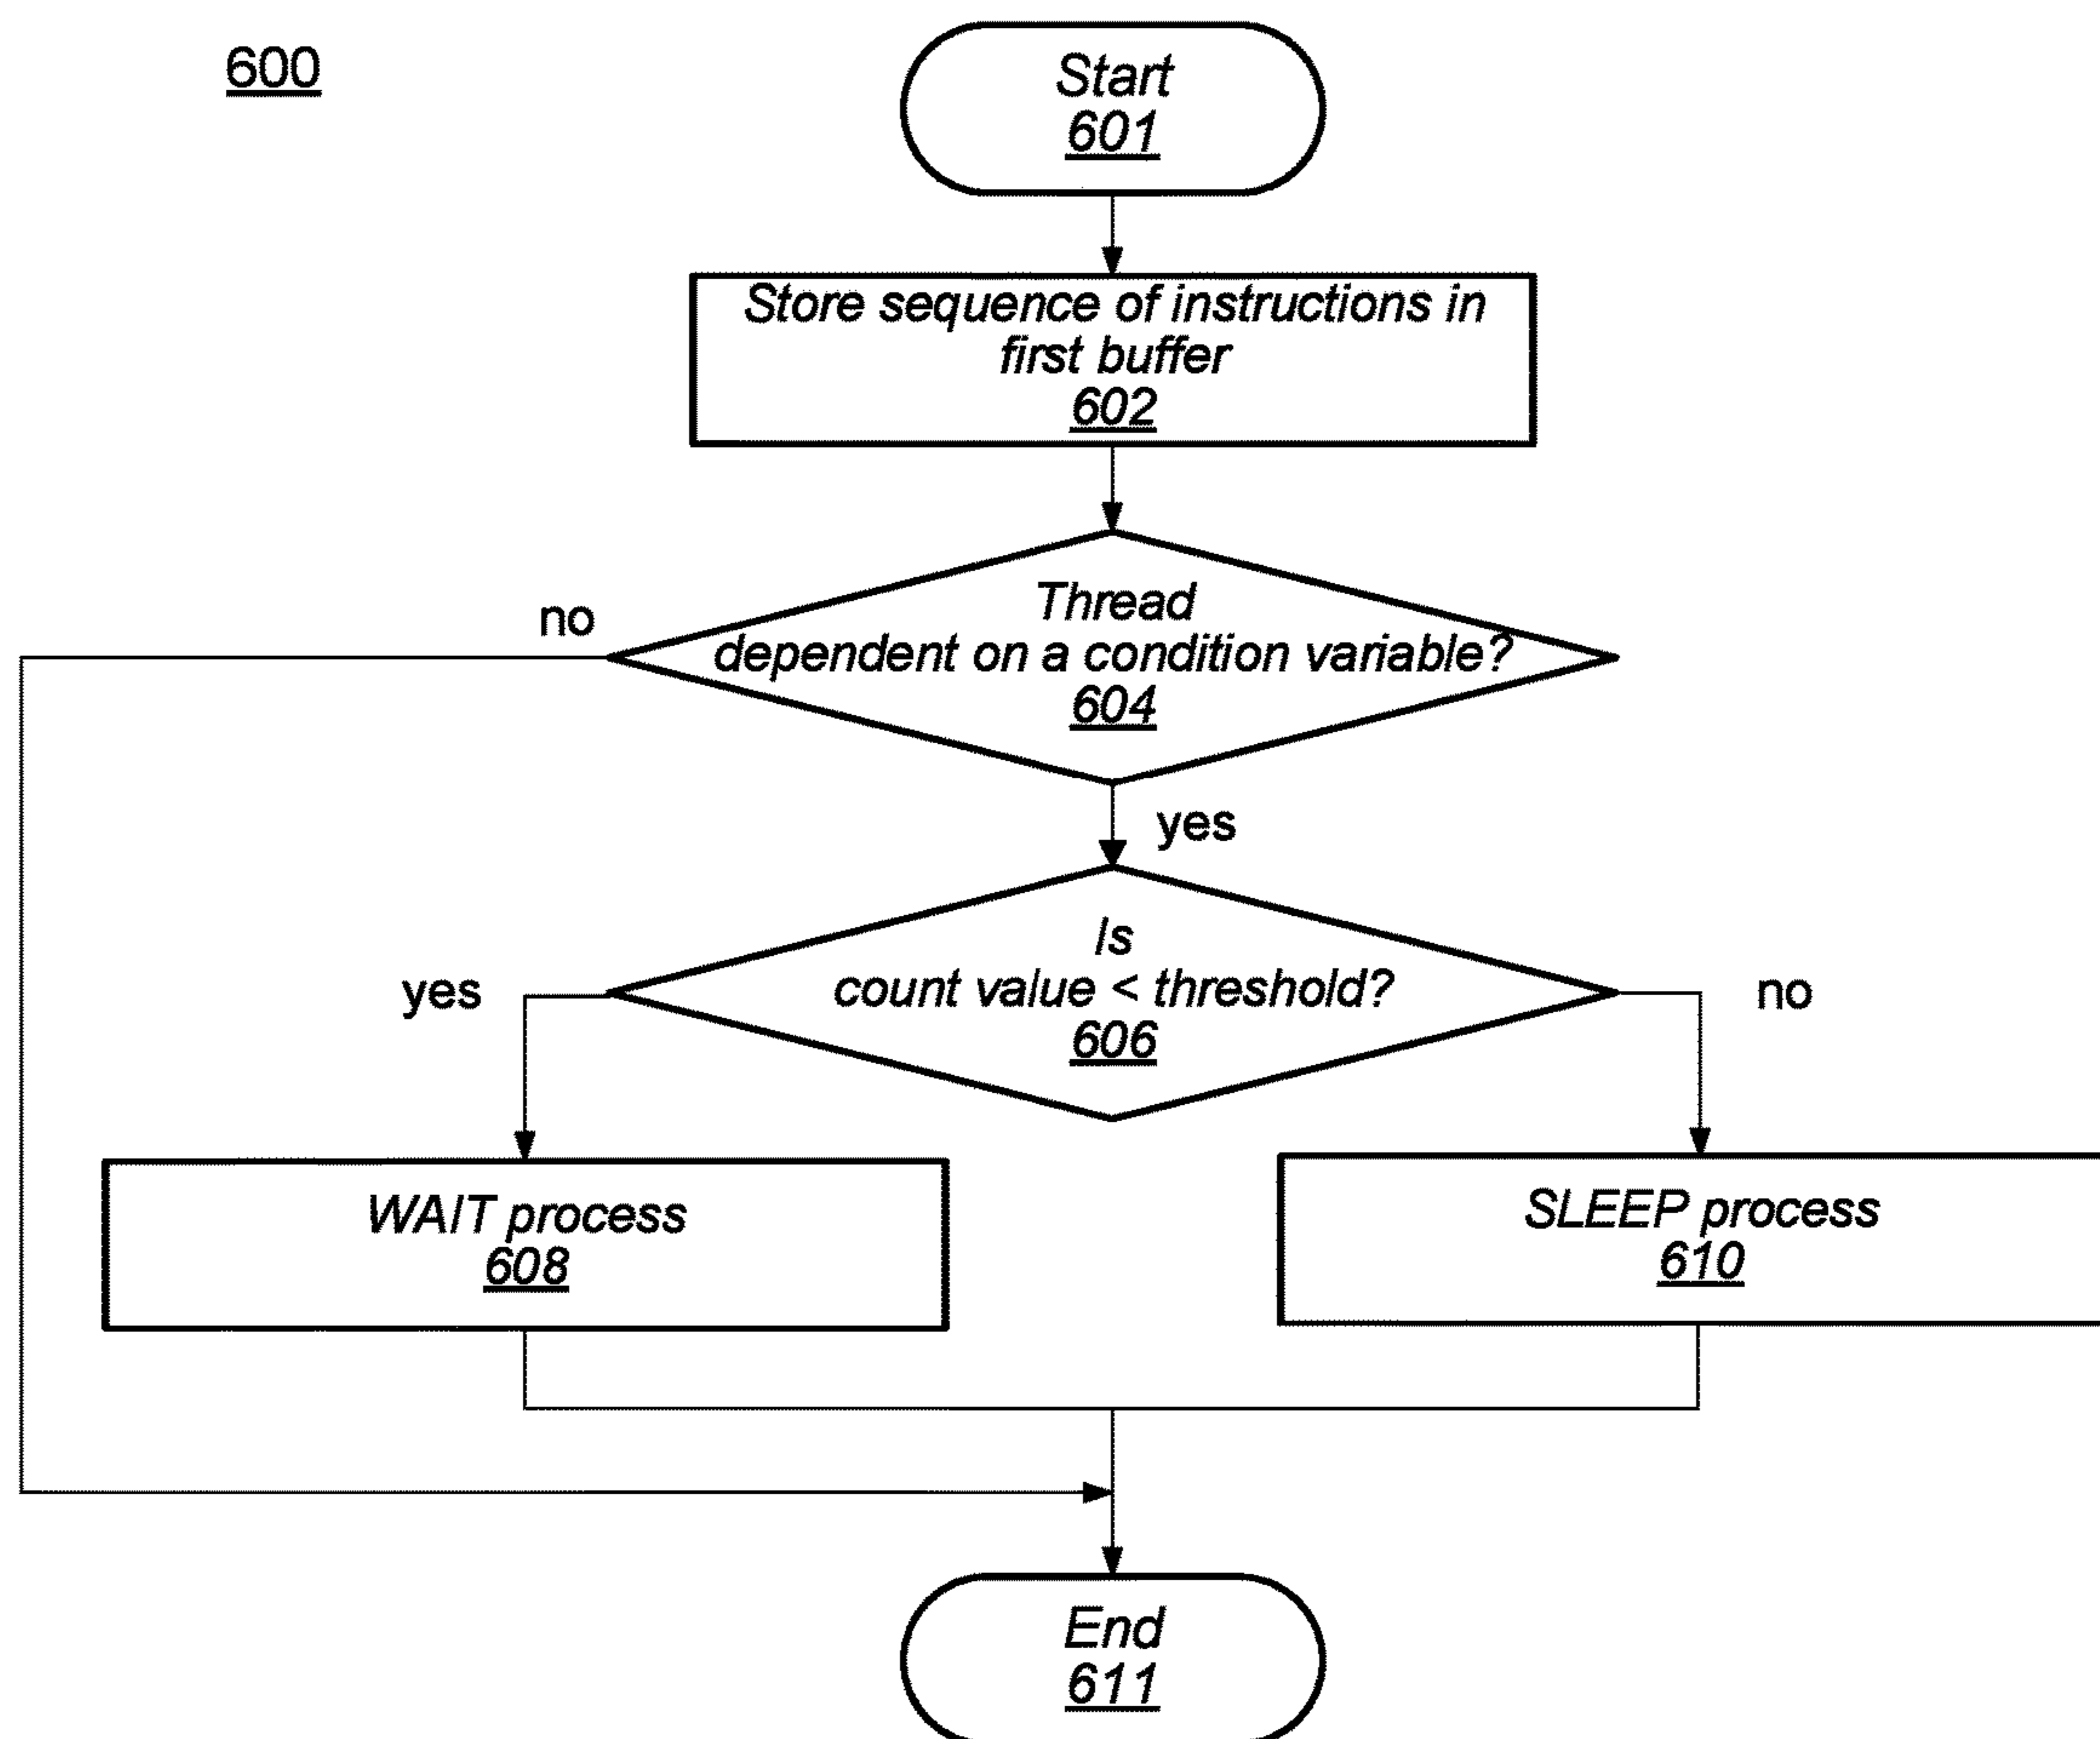 600
Start
601
Store sequence of instructions in
first buffer
602
Thread
dependent on a condition variable?
604
no
yes
Is
count value < threshold?
606
yes
no
WAIT process
608
SLEEP process
610
End
611